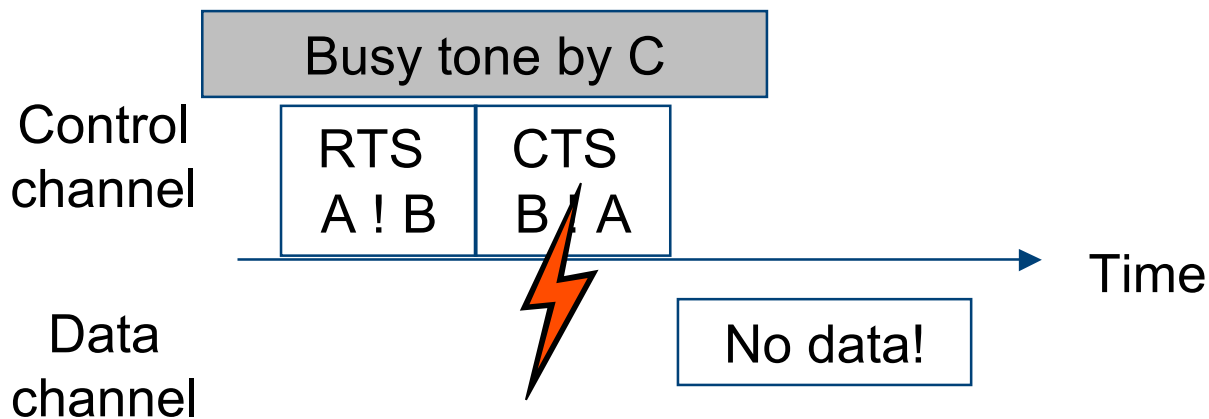 Busy tone by C
Control
channel
RTS
A ! B
CTS
B ! A
Time
Data
channel
No data!